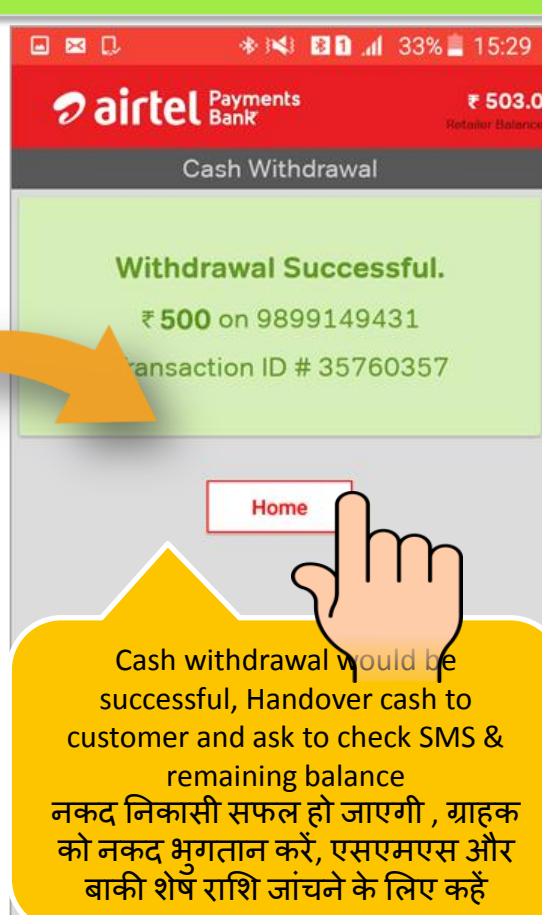 33% 15:29
airtel Payments Bank
₹ 503.0
Retailer Balance
Cash Withdrawal
Withdrawal Successful.
₹ 500 on 9899149431
ransaction ID # 35760357
Home
Cash withdrawal would be
successful, Handover cash to
customer and ask to check SMS &
remaining balance
नकद निकासी सफल हो जाएगी , ग्राहक
को नकद भुगतान करें, एसएमएस और
बाकी शेष राशि जांचने के लिए कहें